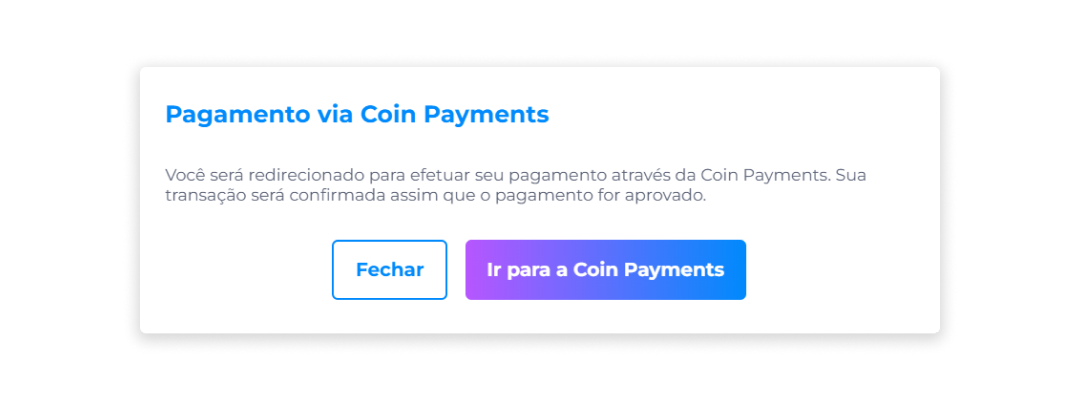 Pagamento via Coin Payments
Você será redirecionado para efetuar seu pagamento através da Coin Payments. Sua
transação será confirmada assim que o pagamento for aprovado.
Fechar
Ir para a Coin Payments